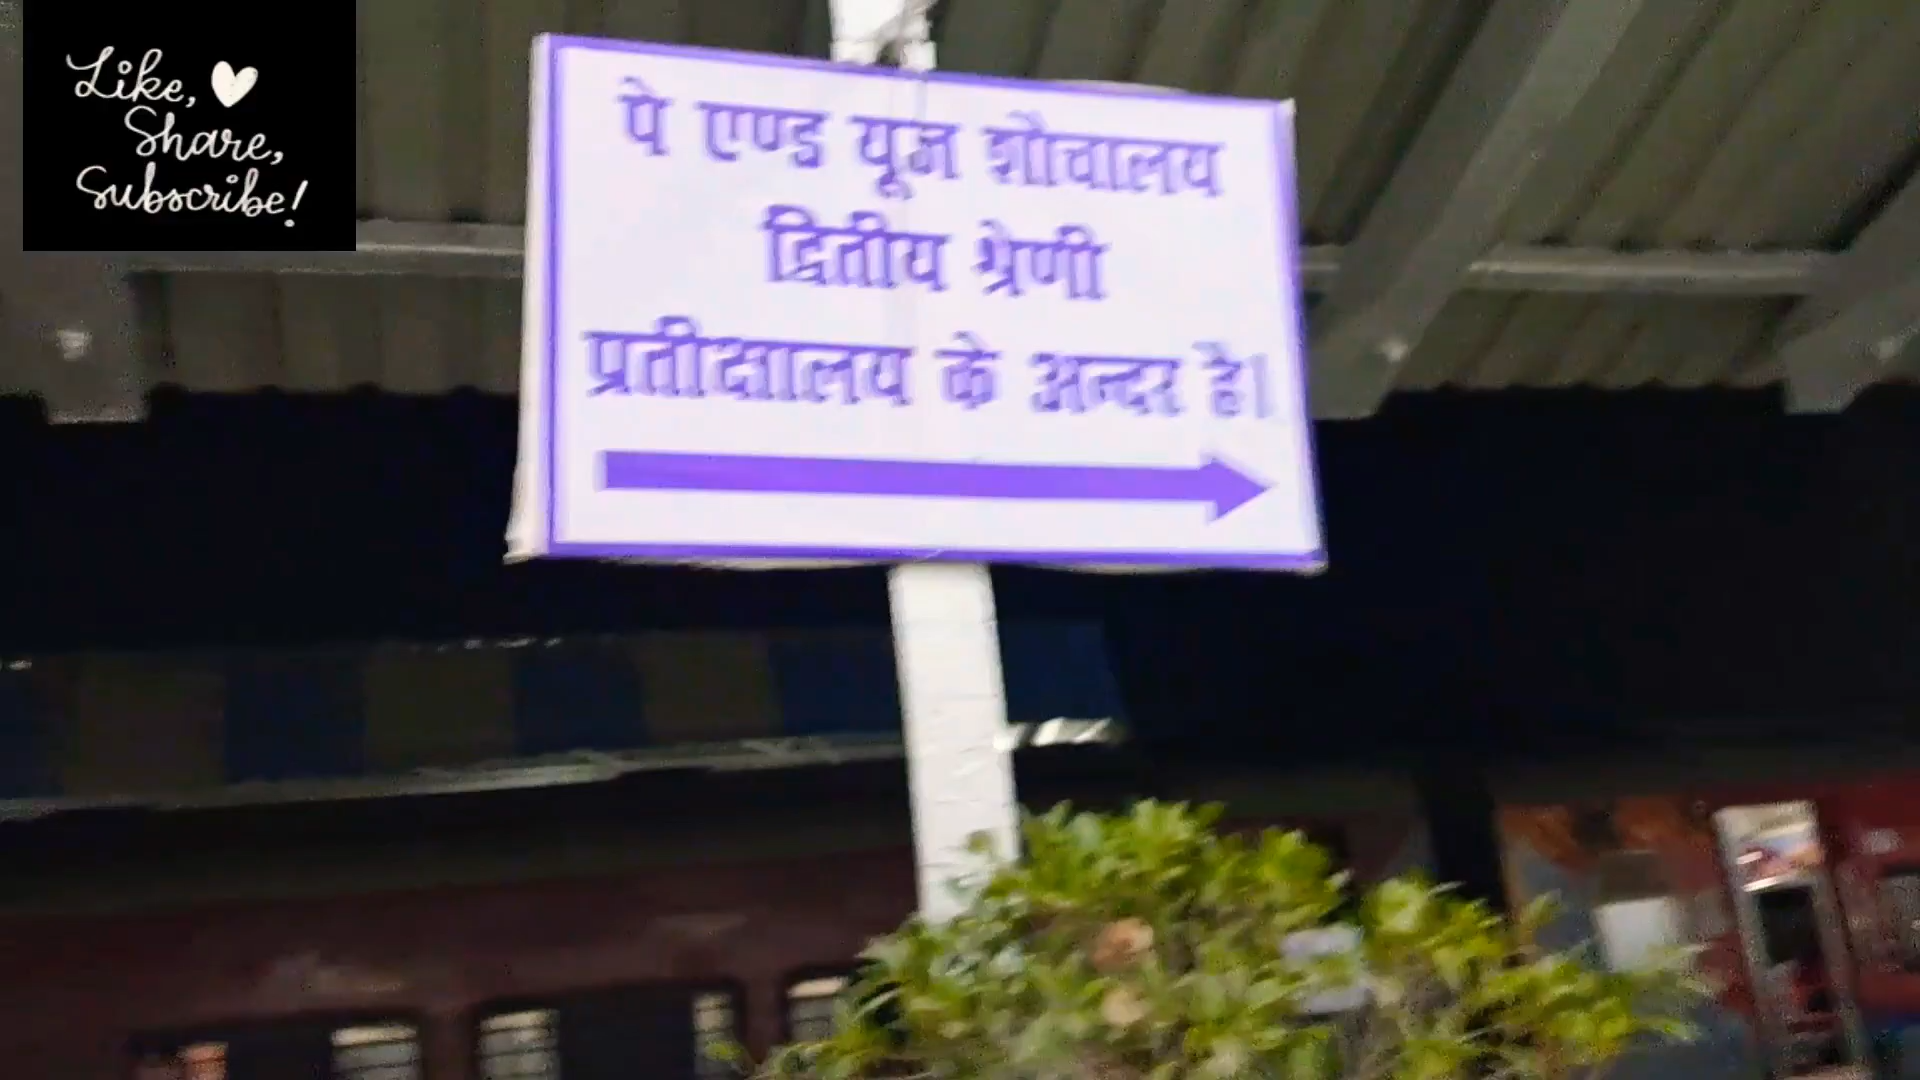 Like,
Share,
Subscribe!
पे एण्ड यूज शौचालय
द्वितीय श्रेणी
प्रतीक्षालय के अन्दर है।